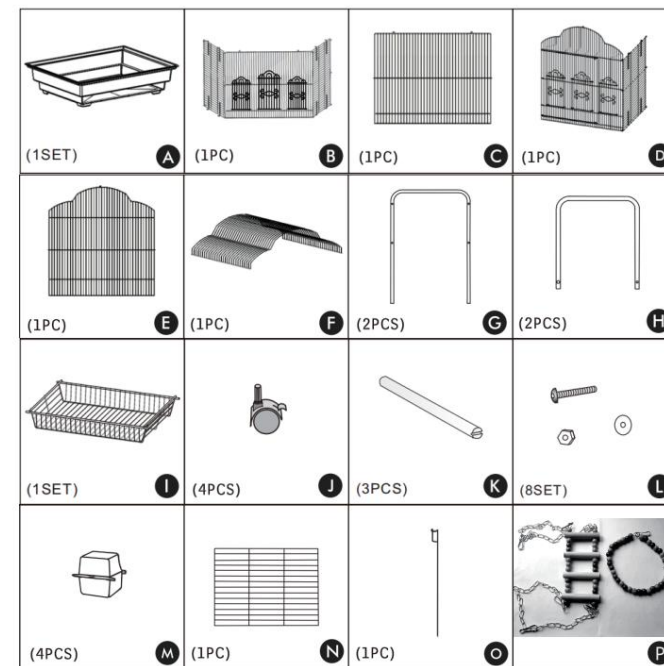 (1SET) A
(1PC) B
(1PC) C
(1PC) D
(1PC) E
(1PC) F
(2PCS) G
(2PCS) H
(1SET) I
(4PCS) J
(3PCS) K
(8SET) L
(4PCS) M
(1PC) N
(1PC) O
P